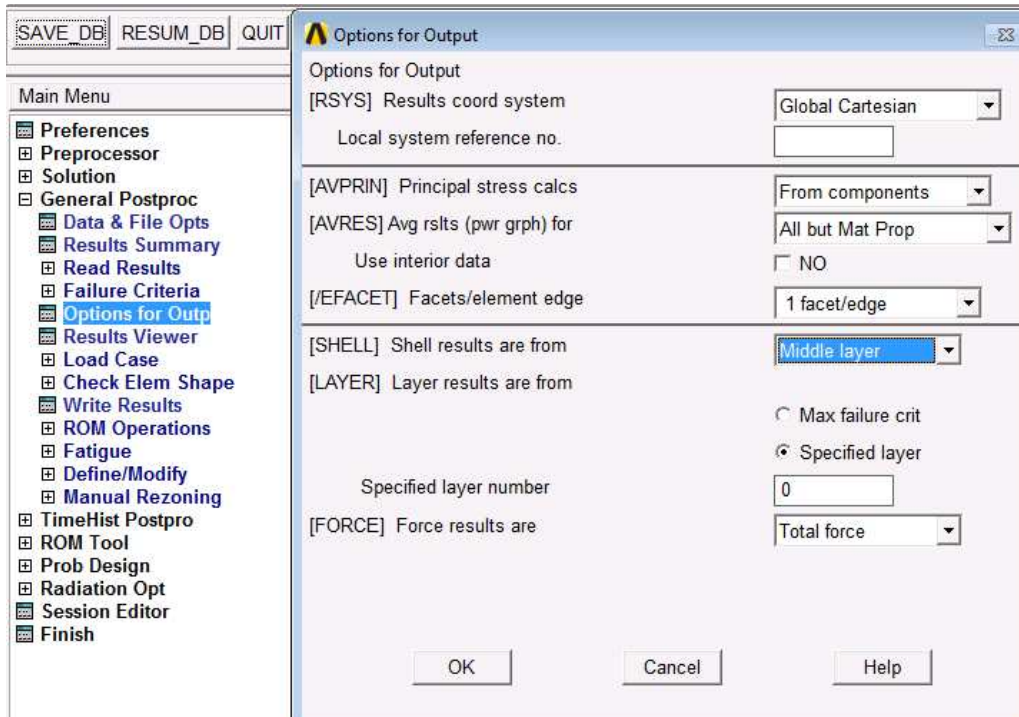 SAVE_DB RESUM_DB QUIT
Main Menu
Preferences
Preprocessor
Solution
General Postproc
Data & File Opts
Results Summary
Read Results
Failure Criteria
Options for Outp
Results Viewer
Load Case
Check Elem Shape
Write Results
ROM Operations
Fatigue
Define/Modify
Manual Rezoning
TimeHist Postpro
ROM Tool
Prob Design
Radiation Opt
Session Editor
Finish
Options for Output
Options for Output
[RSYS] Results coord system Global Cartesian
Local system reference no.
[AVPRIN] Principal stress calcs From components
[AVRES] Avg rslts (pwr grph) for All but Mat Prop
Use interior data NO
[/EFACET] Facets/element edge 1 facet/edge
[SHELL] Shell results are from Middle layer
[LAYER] Layer results are from
Max failure crit
Specified layer
Specified layer number 0
[FORCE] Force results are Total force
OK Cancel Help